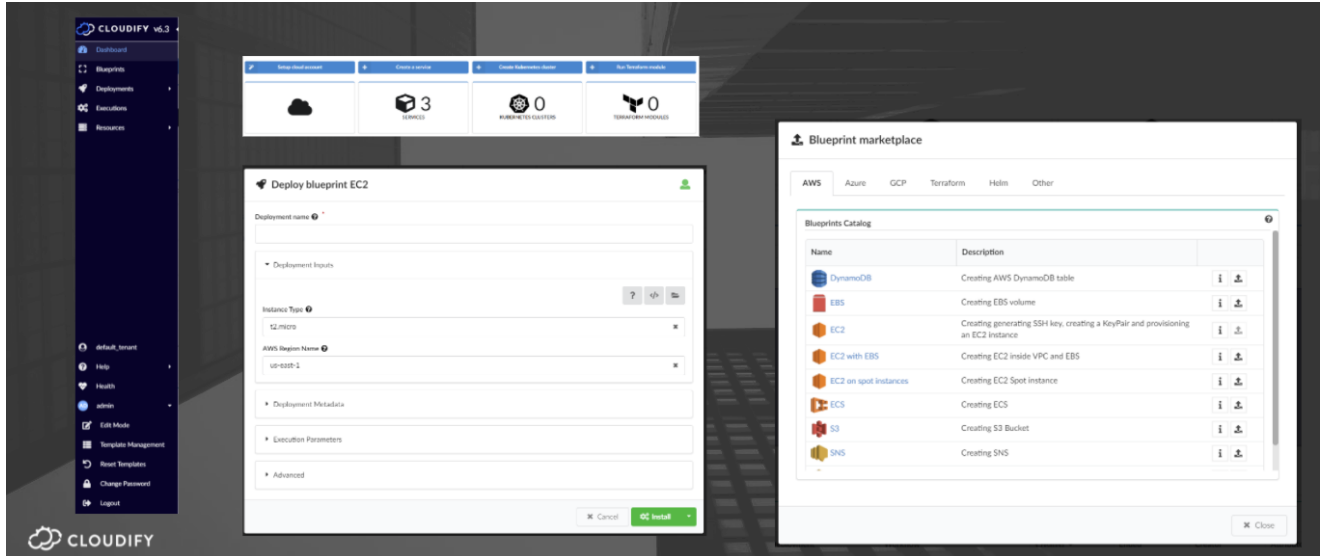 CLOUDIFY v6.3
Dashboard
Blueprints
Deployments
Executions
Resources
default_tenant
Help
Health
admin
Edit Mode
Template Management
Reset Templates
Change Password
Logout
CLOUDIFY
Setup cloud account
Create a service
Create Kubernetes cluster
Run Terraform module
3
SERVICES
0
KUBERNETES CLUSTERS
0
TERRAFORM MODULES
Deploy blueprint EC2
Deployment name *
Deployment Inputs
? </>
Instance Type
t2.micro
AWS Region Name
us-east-1
Deployment Metadata
Execution Parameters
Advanced
Cancel
Install
Blueprint marketplace
AWS Azure GCP Terraform Helm Other
Blueprints Catalog
Name Description
DynamoDB Creating AWS DynamoDB table
EBS Creating EBS volume
EC2 Creating generating SSH key, creating a KeyPair and provisioning
an EC2 instance
EC2 with EBS Creating EC2 inside VPC and EBS
EC2 on spot instances Creating EC2 Spot instance
ECS Creating ECS
S3 Creating S3 Bucket
SNS Creating SNS
Close